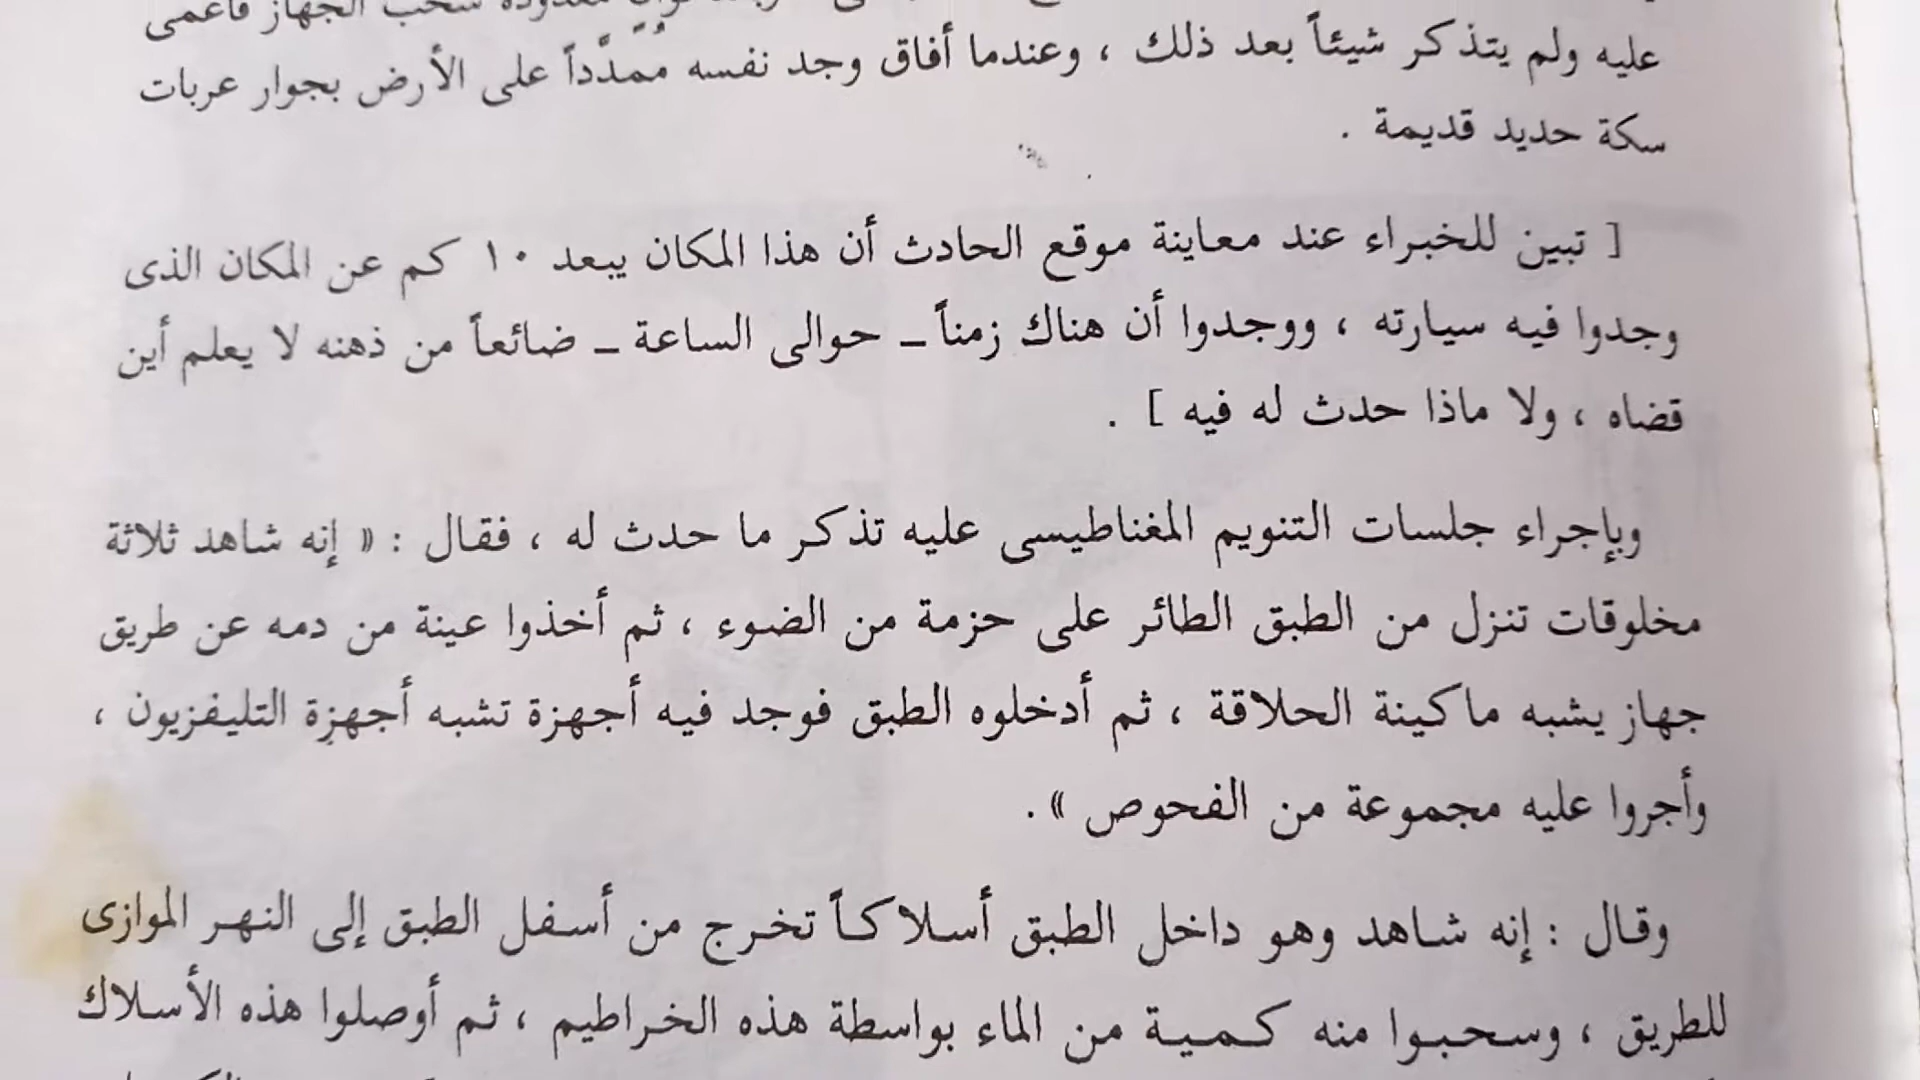 معدودة سحب الجهاز فأغمى
عليه ولم يتذكر شيئاً بعد ذلك ، وعندما أفاق وجد نفسه ممدَّداً على الأرض بجوار عربات
سكة حديد قديمة .
[ تبين للخبراء عند معاينة موقع الحادث أن هذا المكان يبعد ١٠ كم عن المكان الذى
وجدوا فيه سيارته ، ووجدوا أن هناك زمناً ــ حوالى الساعة ــ ضائعاً من ذهنه لا يعلم أين
قضاه ، ولا ماذا حدث له فيه ] .
وبإجراء جلسات التنويم المغناطيسى عليه تذكر ما حدث له ، فقال : « إنه شاهد ثلاثة
مخلوقات تنزل من الطبق الطائر على حزمة من الضوء ، ثم أخذوا عينة من دمه عن طريق
جهاز يشبه ماكينة الحلاقة ، ثم أدخلوه الطبق فوجد فيه أجهزة تشبه أجهزة التليفزيون ،
وأجروا عليه مجموعة من الفحوص » .
وقال : إنه شاهد وهو داخل الطبق أسلاكاً تخرج من أسفل الطبق إلى النهر الموازى
للطريق ، وسحبوا منه كمية من الماء بواسطة هذه الخراطيم ، ثم أوصلوا هذه الأسلاك